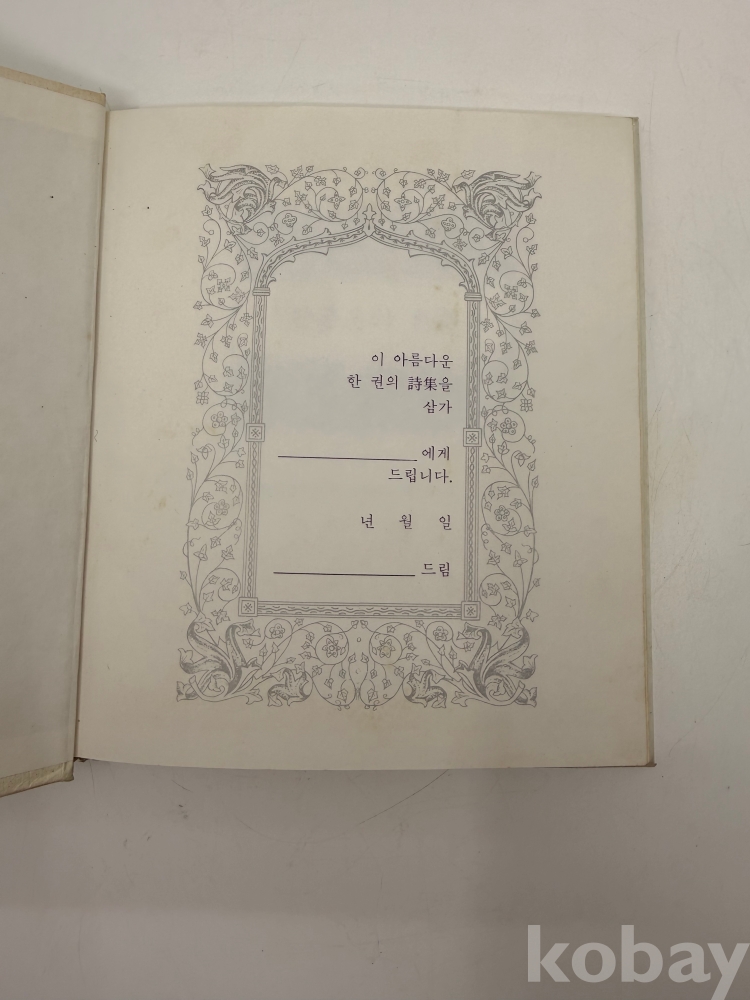 이 아름다운
한 권의 詩集을
삼가
에게
드립니다.
년 월 일
드림
kobay